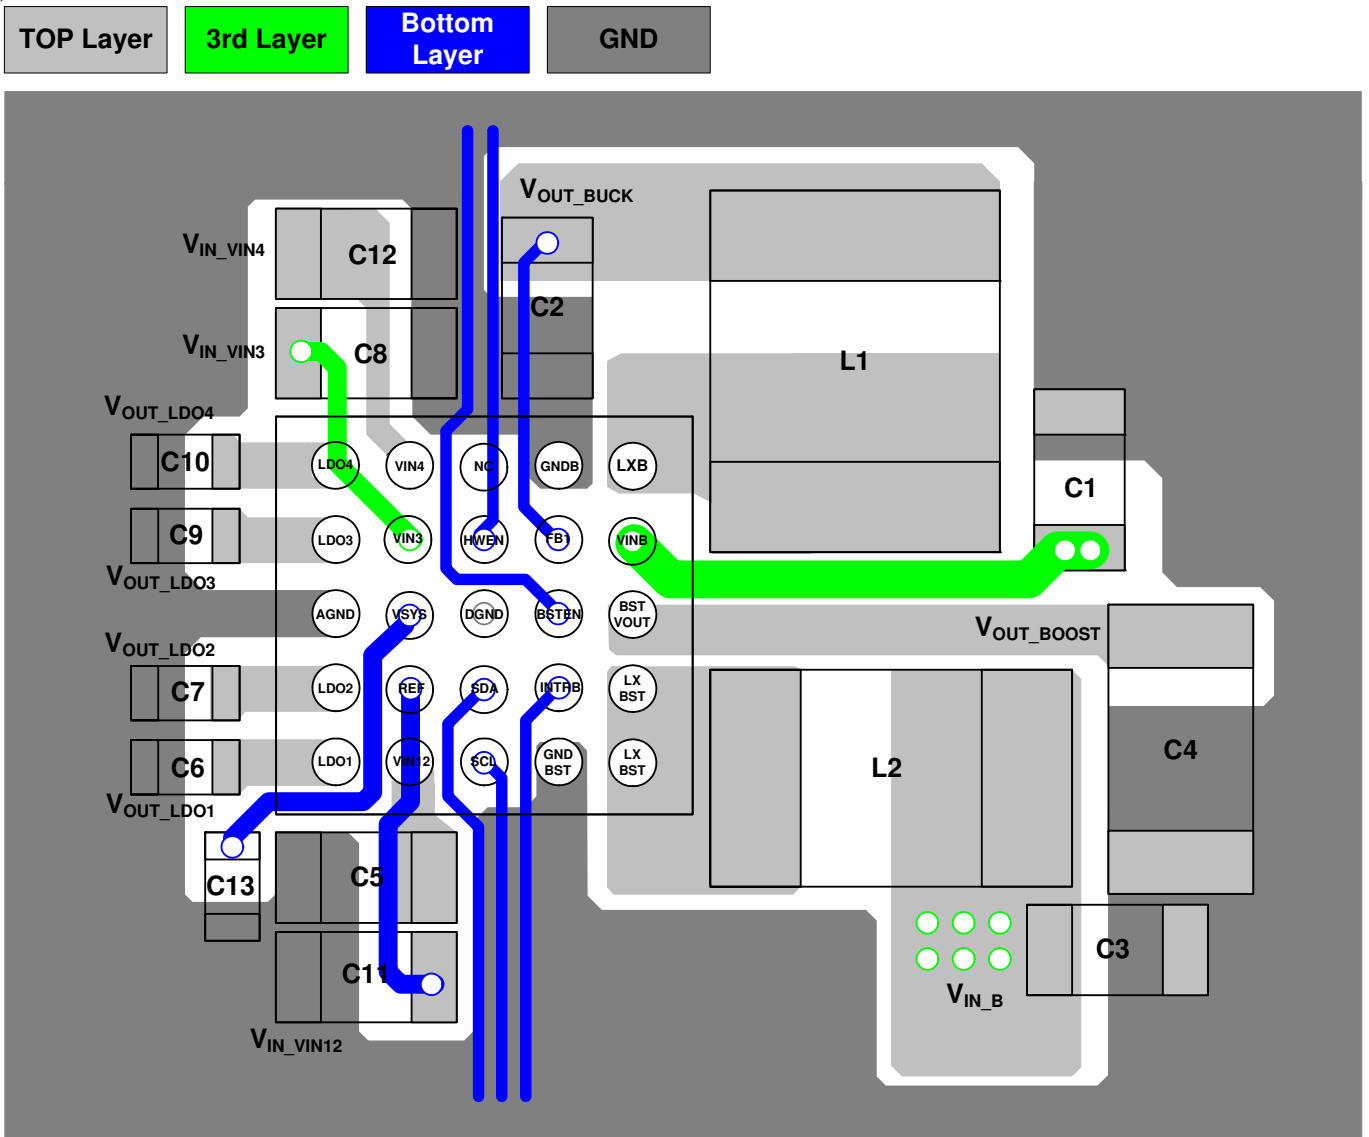 TOP Layer
3rd Layer
Bottom
Layer
GND
VOUT_BUCK
VIN_VIN4
C12
C2
VIN_VIN3
C8
L1
VOUT_LDO4
C10
LDO4
VIN4
NC
GNDB
LXB
C1
C9
LDO3
VIN3
HWEN
FB1
VINB
VOUT_LDO3
AGND
VSYS
DGND
BSTEN
BST
VOUT
VOUT_BOOST
VOUT_LDO2
C7
LDO2
REF
SDA
INTRB
LX
BST
C6
LDO1
VIN12
SCL
GND
BST
LX
BST
L2
C4
VOUT_LDO1
C13
C5
C11
C3
VIN_B
VIN_VIN12